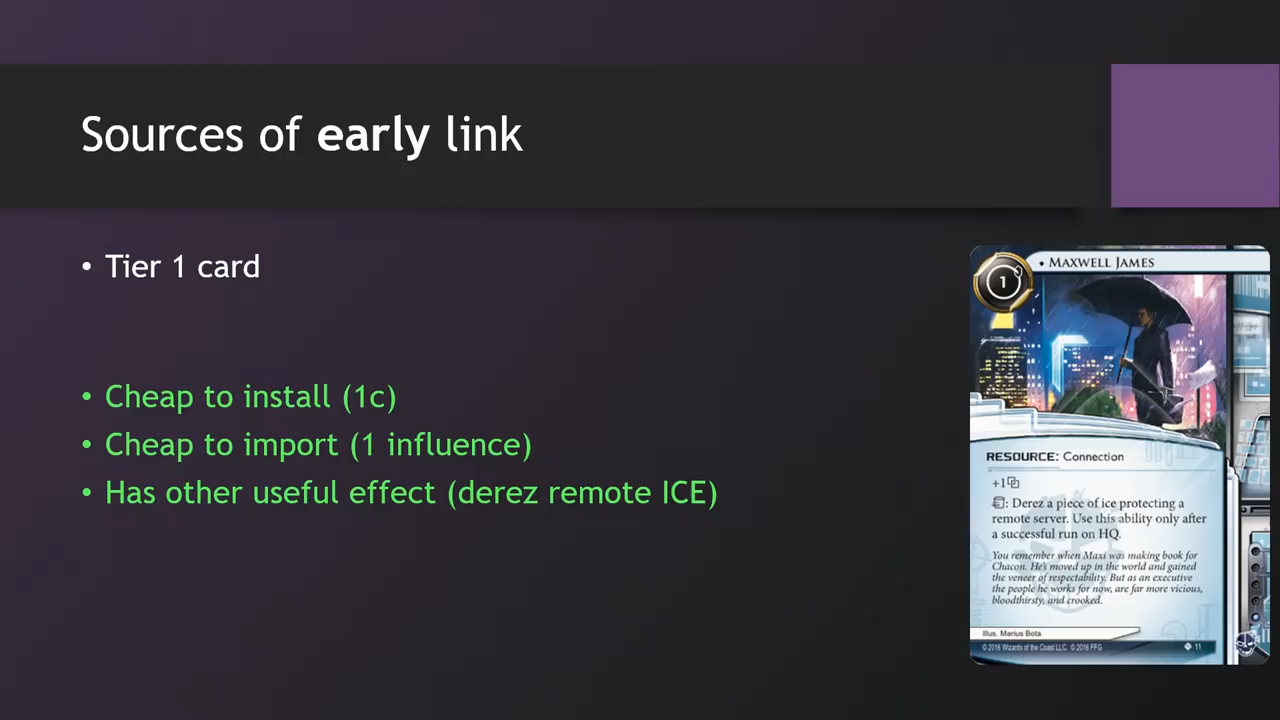 Sources of early link
• Tier 1 card
• Cheap to install (1c)
• Cheap to import (1 influence)
• Has other useful effect (derez remote ICE)
1
♦ MAXWELL JAMES
RESOURCE: Connection
+1
: Derez a piece of ice protecting a
remote server. Use this ability only after
a successful run on HQ.
You remember when Maxi was making book for
Chacon. He's moved up in the world and gained
the veneer of respectability. But as an executive
the people he works for now, are far more vicious,
bloodthirsty, and crooked.
Illus. Marius Bota
© 2016 Wizards of the Coast LLC. © 2016 FFG
11